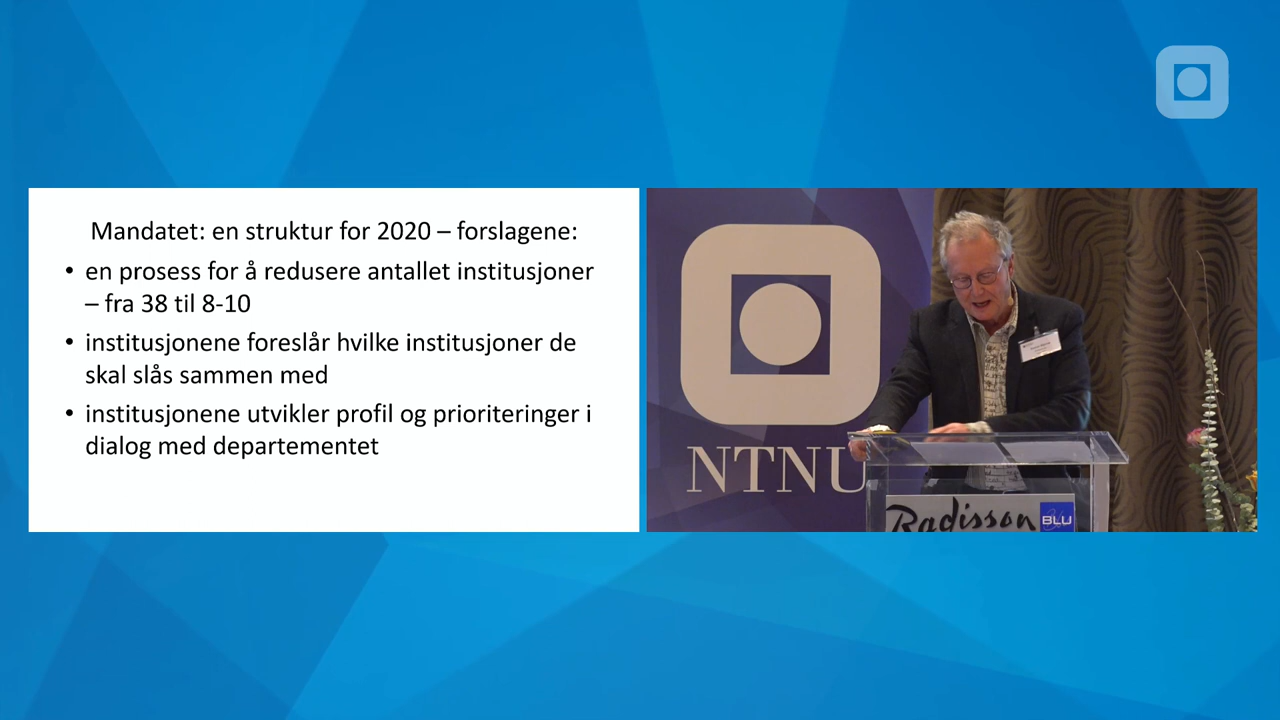 Mandatet: en struktur for 2020 – forslagene:
• en prosess for å redusere antallet institusjoner
– fra 38 til 8-10
• institusjonene foreslår hvilke institusjoner de
skal slås sammen med
• institusjonene utvikler profil og prioriteringer i
dialog med departementet
NTNU
Radisson
BLU